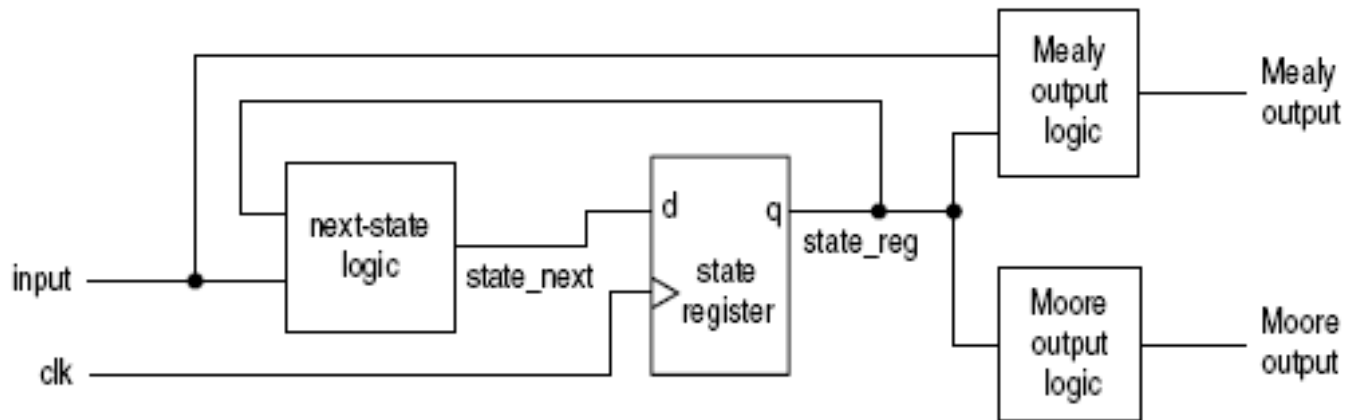 Mealy
output
logic
Mealy
output
next-state
logic
d
q
state
register
state_reg
state_next
input
clk
Moore
output
logic
Moore
output